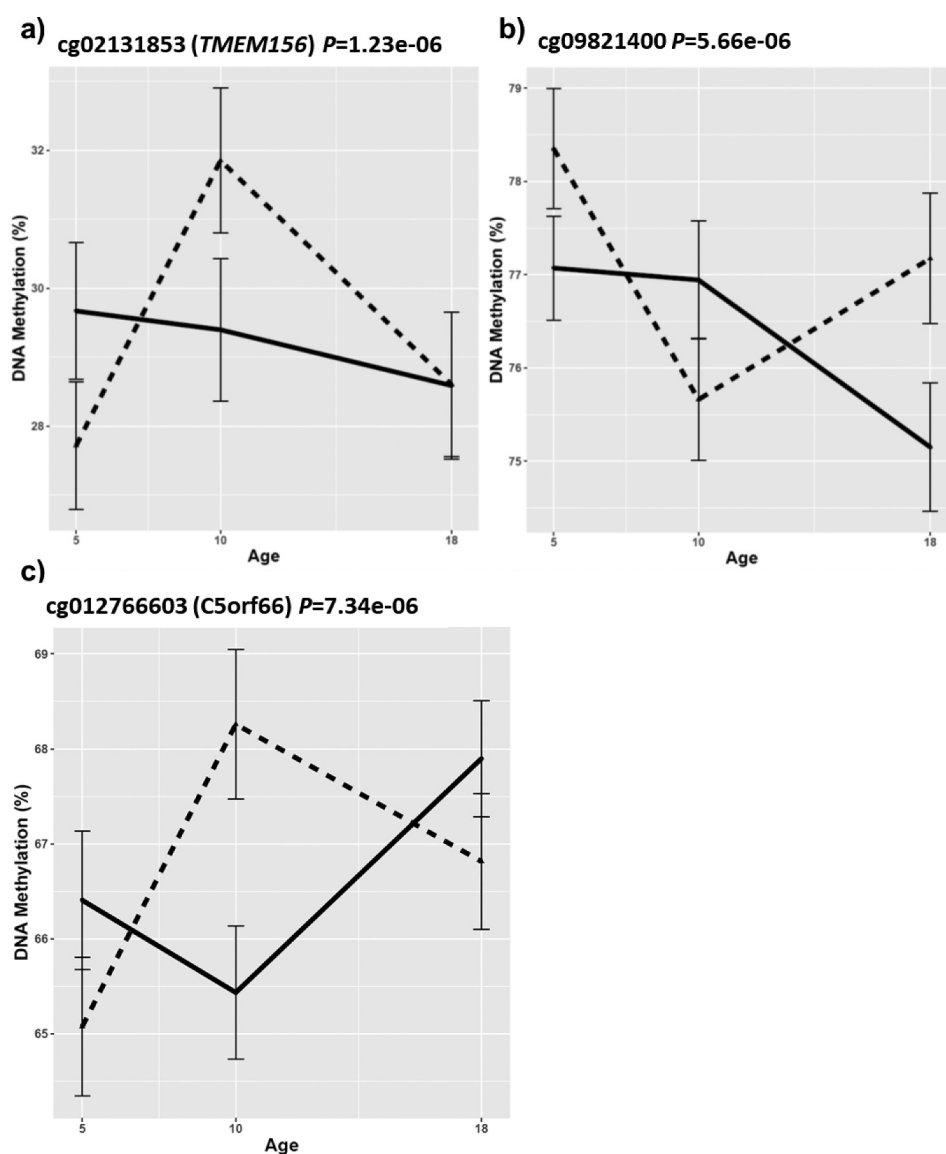 a)
cg02131853 (TMEM156) P=1.23e-06
32
30
28
DNA Methylation (%)
5
10
18
Age
b)
cg09821400 P=5.66e-06
79
78
77
76
75
DNA Methylation (%)
5
10
18
Age
c)
cg012766603 (C5orf66) P=7.34e-06
69
68
67
66
65
DNA Methylation (%)
5
10
18
Age